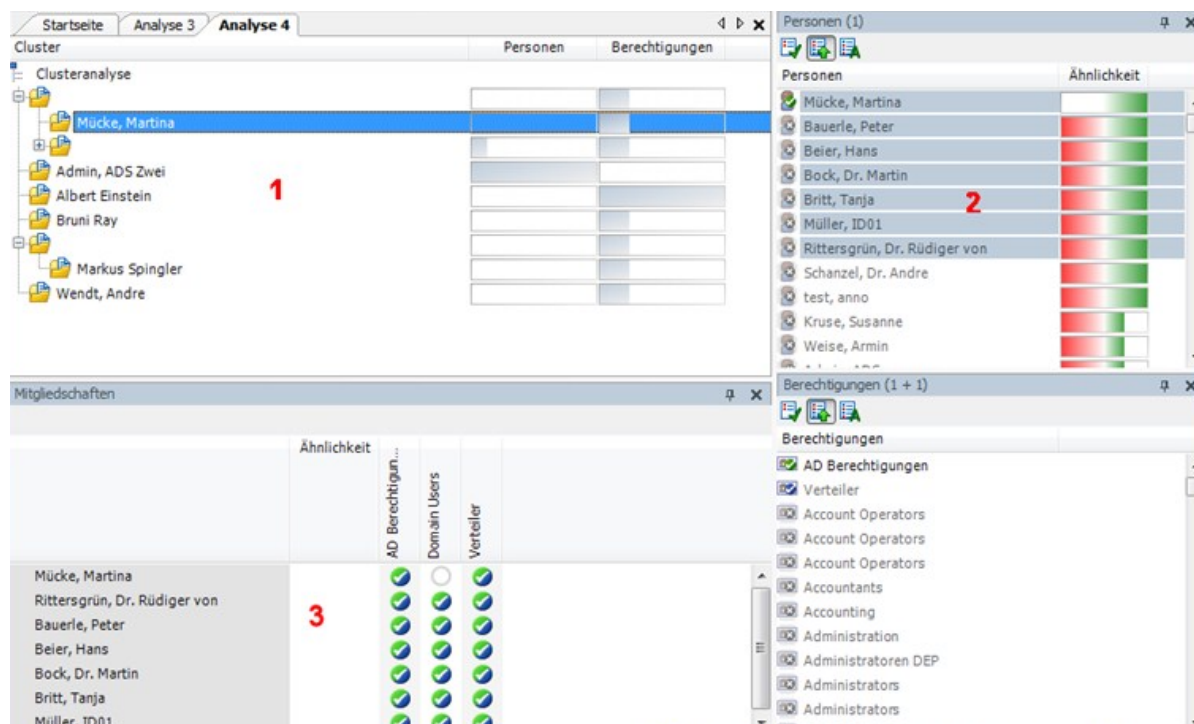 Startseite Analyse 3 Analyse 4
Cluster Personen Berechtigungen
Clusteranalyse
Mücke, Martina
Admin, ADS Zwei
Albert Einstein
Bruni Ray
Markus Spingler
Wendt, Andre
1
Personen (1)
Personen Ähnlichkeit
Mücke, Martina
Bauerle, Peter
Beier, Hans
Bock, Dr. Martin
Britt, Tanja
2
Müller, ID01
Rittersgrün, Dr. Rüdiger von
Schanzel, Dr. Andre
test, anno
Kruse, Susanne
Weise, Armin
Mitgliedschaften
Ähnlichkeit
AD Berechtigun...
Domain Users
Verteiler
Mücke, Martina
Rittersgrün, Dr. Rüdiger von
3
Bauerle, Peter
Beier, Hans
Bock, Dr. Martin
Britt, Tanja
Müller, ID01
Berechtigungen (1 + 1)
Berechtigungen
AD Berechtigungen
Verteiler
Account Operators
Account Operators
Account Operators
Accountants
Accounting
Administration
Administratoren DEP
Administrators
Administrators